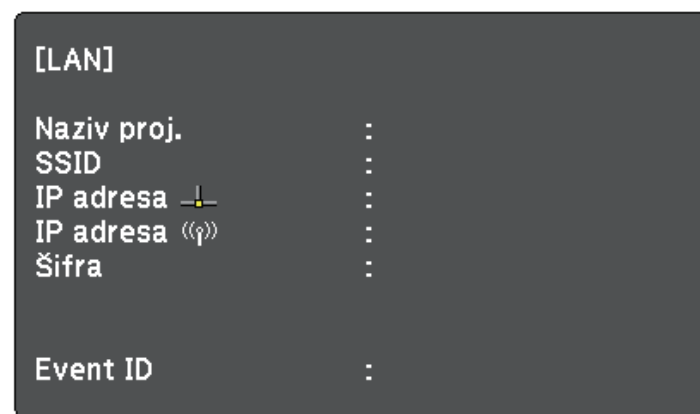 [LAN]
Naziv proj. :
SSID :
IP adresa :
IP adresa :
Šifra :
Event ID :